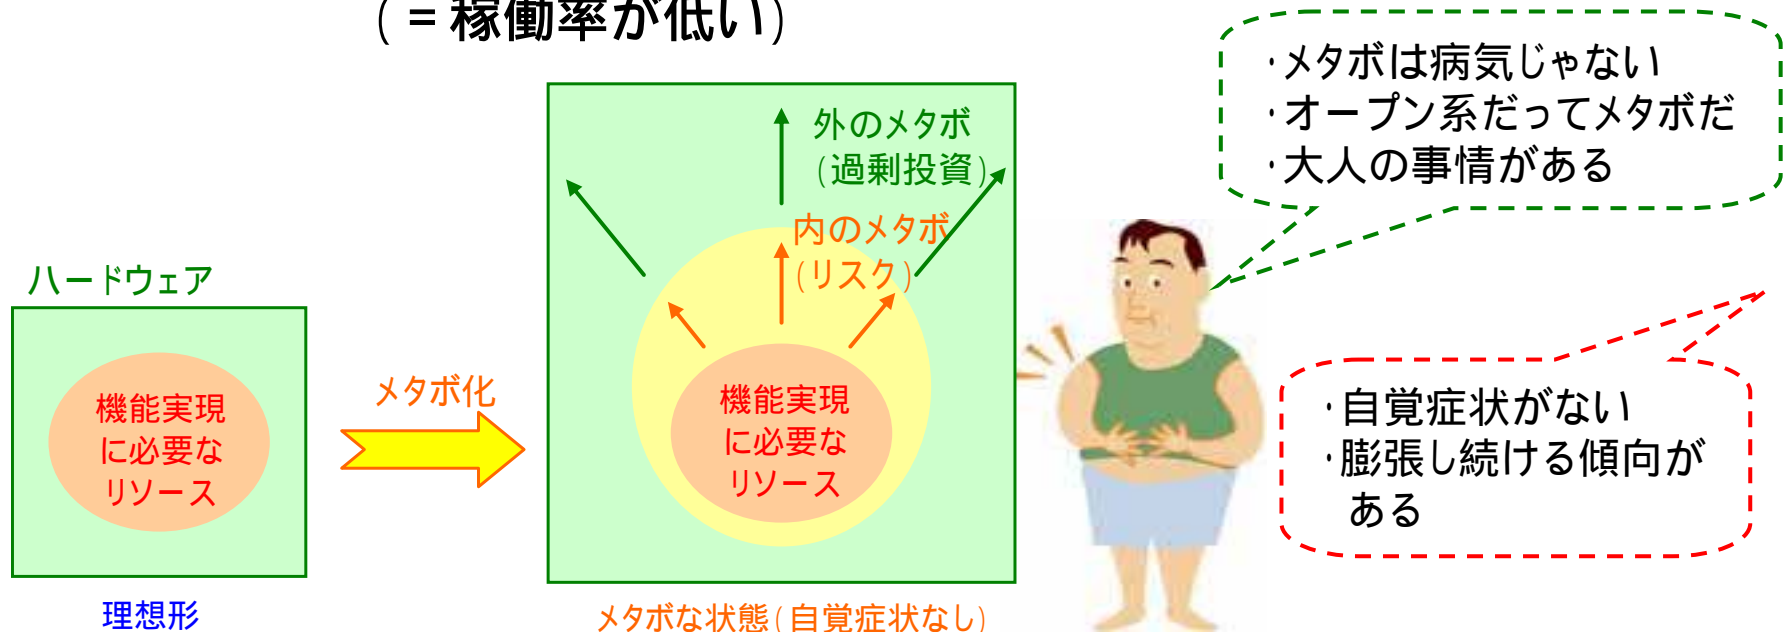 (=稼働率が低い)
・メタボは病気じゃない
・オープン系だってメタボだ
・大人の事情がある
外のメタボ
(過剰投資)
内のメタボ
(リスク)
ハードウェア
機能実現
に必要な
リソース
メタボ化
機能実現
に必要な
リソース
・自覚症状がない
・膨張し続ける傾向が
ある
理想形
メタボな状態(自覚症状なし)